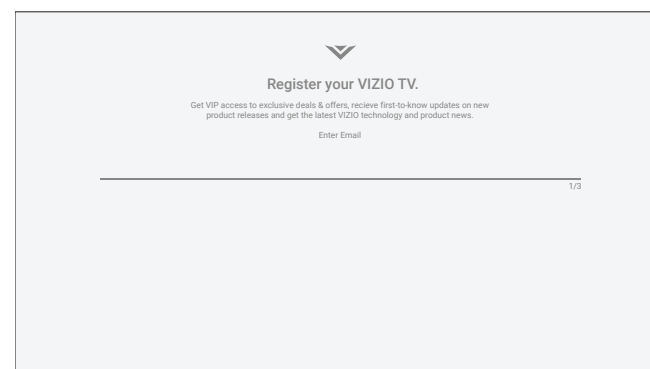 Register your VIZIO TV.
Get VIP access to exclusive deals & offers, recieve first-to-know updates on new
product releases and get the latest VIZIO technology and product news.
Enter Email
1/3